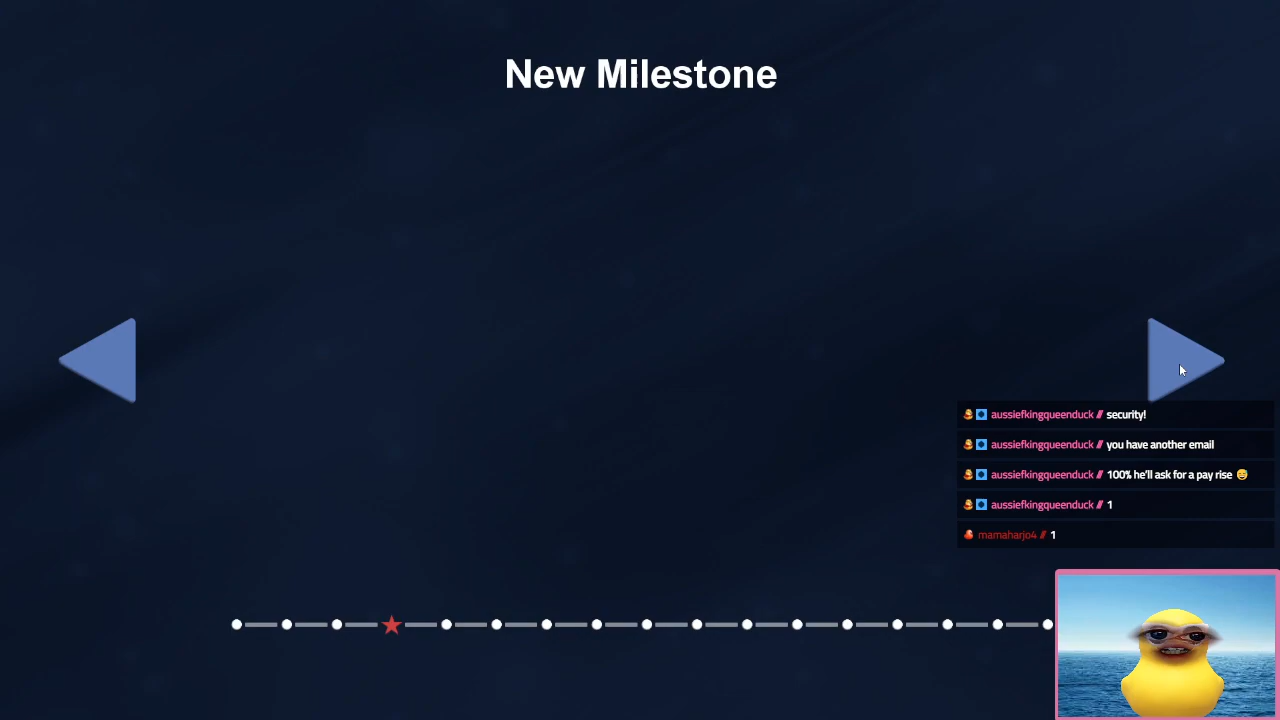 New Milestone
aussiefkingqueenduck // security!
aussiefkingqueenduck // you have another email
aussiefkingqueenduck // 100% he'll ask for a pay rise 😅
aussiefkingqueenduck // 1
mamaharjo4 // 1